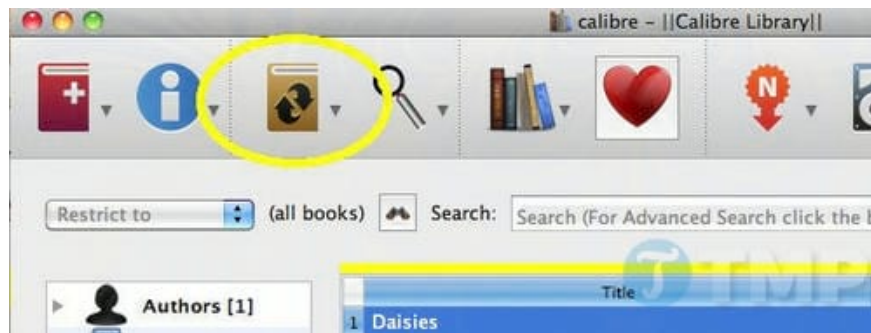 calibre – ||Calibre Library||
N
Restrict to
(all books)
Search:
Search (For Advanced Search click the
Authors [1]
Title
1 Daisies
TMP